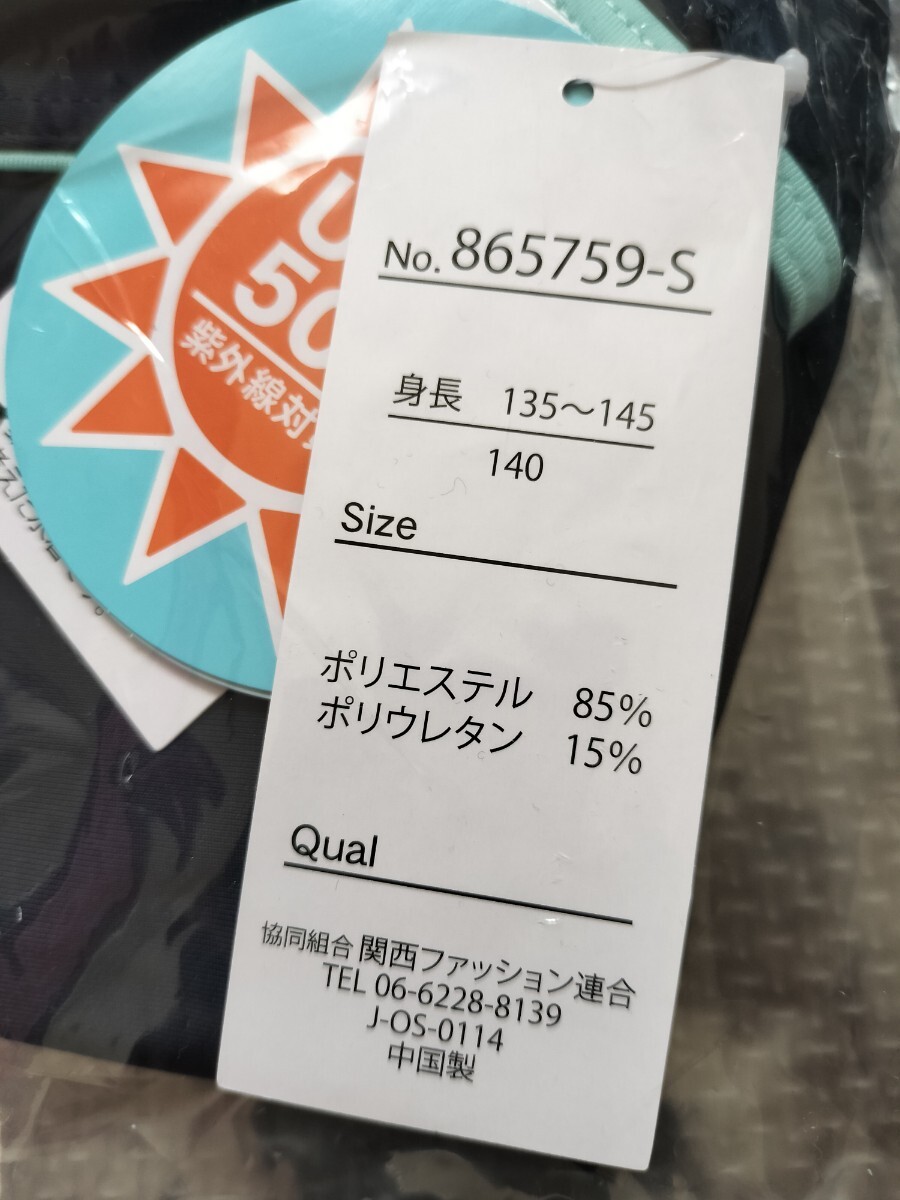 No. 865759-S
身長 135～145
140
Size
ポリエステル 85%
ポリウレタン 15%
Qual
協同組合 関西ファッション連合
TEL 06-6228-8139
J-OS-0114
中国製
U
50
紫外線対